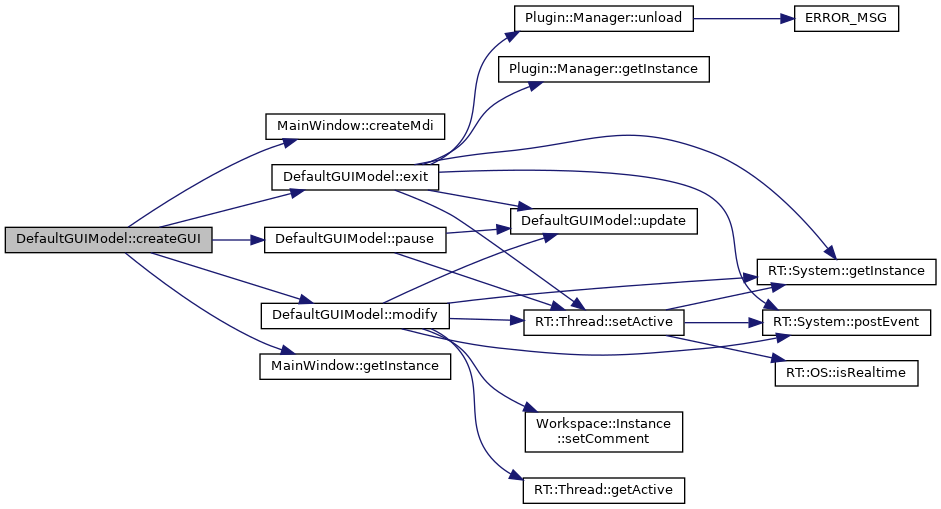 Plugin::Manager::unload
ERROR_MSG
Plugin::Manager::getInstance
MainWindow::createMdi
DefaultGUIModel::exit
DefaultGUIModel::update
DefaultGUIModel::createGUI
DefaultGUIModel::pause
RT::System::getInstance
DefaultGUIModel::modify
RT::Thread::setActive
RT::System::postEvent
MainWindow::getInstance
RT::OS::isRealtime
Workspace::Instance
::setComment
RT::Thread::getActive